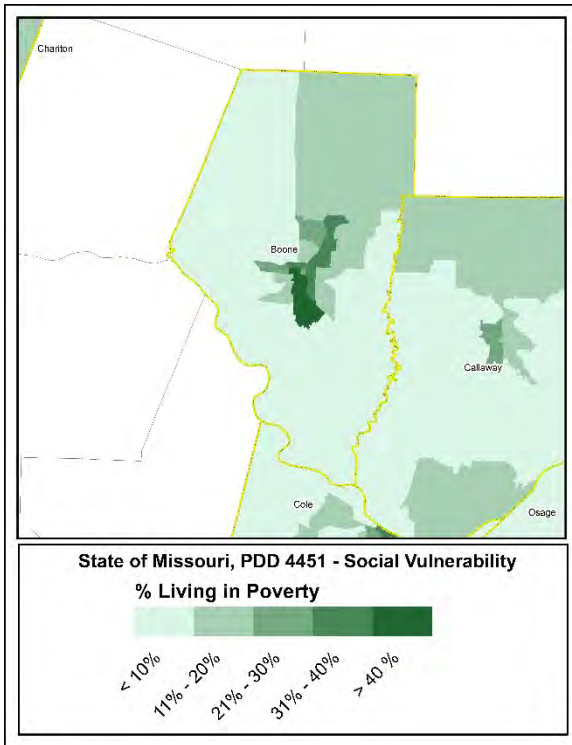 Chariton
Boone
Callaway
Cole
Osage
State of Missouri, PDD 4451 - Social Vulnerability
% Living in Poverty
< 10%
11% - 20%
21% - 30%
31% - 40%
> 40 %